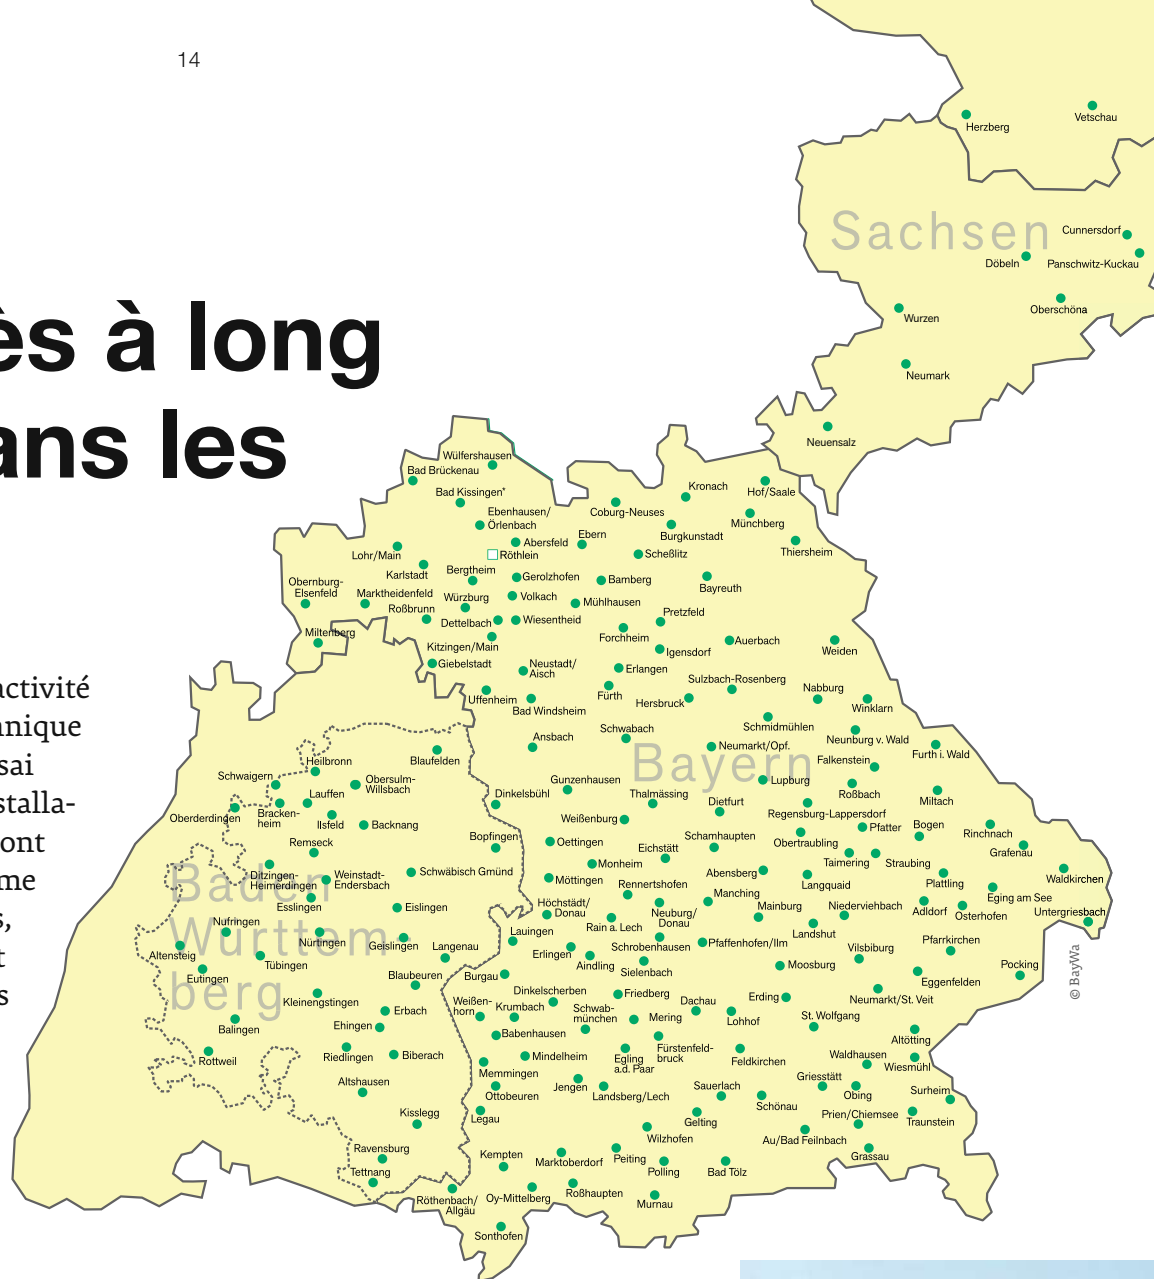 14
ès à long
ans les
activité
nnique
sai
stalla-
ont
me
s,
t
s
Herzberg
Vetschau
Sachsen
Cunnersdorf
Döbeln
Panschwitz-Kuckau
Oberschöna
Wurzen
Neumark
Neuensalz
Wülfershausen
Bad Brückenau
Bad Kissingen*
Kronach
Hof/Saale
Ebenhausen/
Örlenbach
Coburg-Neuses
Münchberg
Burgkunstadt
Abersfeld
Ebern
Lohr/Main
Röthlein
Scheßlitz
Thiersheim
Karlstadt
Bergtheim
Gerolzhofen
Bamberg
Bayreuth
Obernburg-
Elsenfeld
Marktheidenfeld
Würzburg
Volkach
Mühlhausen
Roßbrunn
Dettelbach
Wiesentheid
Pretzfeld
Miltenberg
Forchheim
Auerbach
Weiden
Kitzingen/Main
Igensdorf
Giebelstadt
Neustadt/
Aisch
Erlangen
Sulzbach-Rosenberg
Nabburg
Uffenheim
Fürth
Hersbruck
Winklarn
Bad Windsheim
Schmidmühlen
Ansbach
Schwabach
Neumarkt/Opf.
Neunburg v. Wald
Furth i. Wald
Bayern
Falkenstein
Heilbronn
Blaufelden
Schwaigern
Obersulm-
Willsbach
Gunzenhausen
Lupburg
Roßbach
Lauffen
Dinkelsbühl
Thalmässing
Dietfurt
Miltach
Oberderdingen
Bracken-
heim
Ilsfeld
Backnang
Weißenburg
Regensburg-Lappersdorf
Pfatter
Bogen
Rinchnach
Remseck
Bopfingen
Oettingen
Eichstätt
Schamhaupten
Obertraubling
Grafenau
Monheim
Taimering
Straubing
Baden
Württem
berg
Ditzingen-
Heimerdingen
Weinstadt-
Endersbach
Schwäbisch Gmünd
Möttingen
Rennertshofen
Abensberg
Langquaid
Plattling
Waldkirchen
Esslingen
Eislingen
Höchstädt/
Donau
Manching
Eging am See
Nufringen
Rain a. Lech
Neuburg/
Donau
Mainburg
Niederviehbach
Adldorf
Osterhofen
Untergriesbach
Nürtingen
Geislingen
Langenau
Lauingen
Schrobenhausen
Pfaffenhofen/Ilm
Landshut
Vilsbiburg
Pfarrkirchen
Altensteig
Tübingen
Erlingen
Aindling
Sielenbach
Moosburg
Pocking
Eutingen
Blaubeuren
Burgau
Eggenfelden
© BayWa
Kleinengstingen
Dinkelscherben
Friedberg
Dachau
Erding
Neumarkt/St. Veit
Weißen-
horn
Krumbach
Schwab-
münchen
Mering
Lohhof
St. Wolfgang
Erbach
Balingen
Ehingen
Babenhausen
Altötting
Rottweil
Riedlingen
Biberach
Mindelheim
Egling
a.d. Paar
Fürstenfeld-
bruck
Feldkirchen
Waldhausen
Wiesmühl
Memmingen
Altshausen
Jengen
Landsberg/Lech
Sauerlach
Griesstätt
Obing
Surheim
Ottobeuren
Schönau
Kisslegg
Legau
Gelting
Prien/Chiemsee
Traunstein
Wilzhofen
Au/Bad Feilnbach
Ravensburg
Kempten
Marktoberdorf
Peiting
Polling
Bad Tölz
Grassau
Tettnang
Röthenbach/
Allgäu
Oy-Mittelberg
Roßhaupten
Murnau
Sonthofen